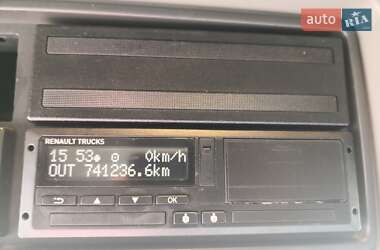 auto RIA
RENAULT TRUCKS
15 53 0km/h
OUT 741236.6km
OK